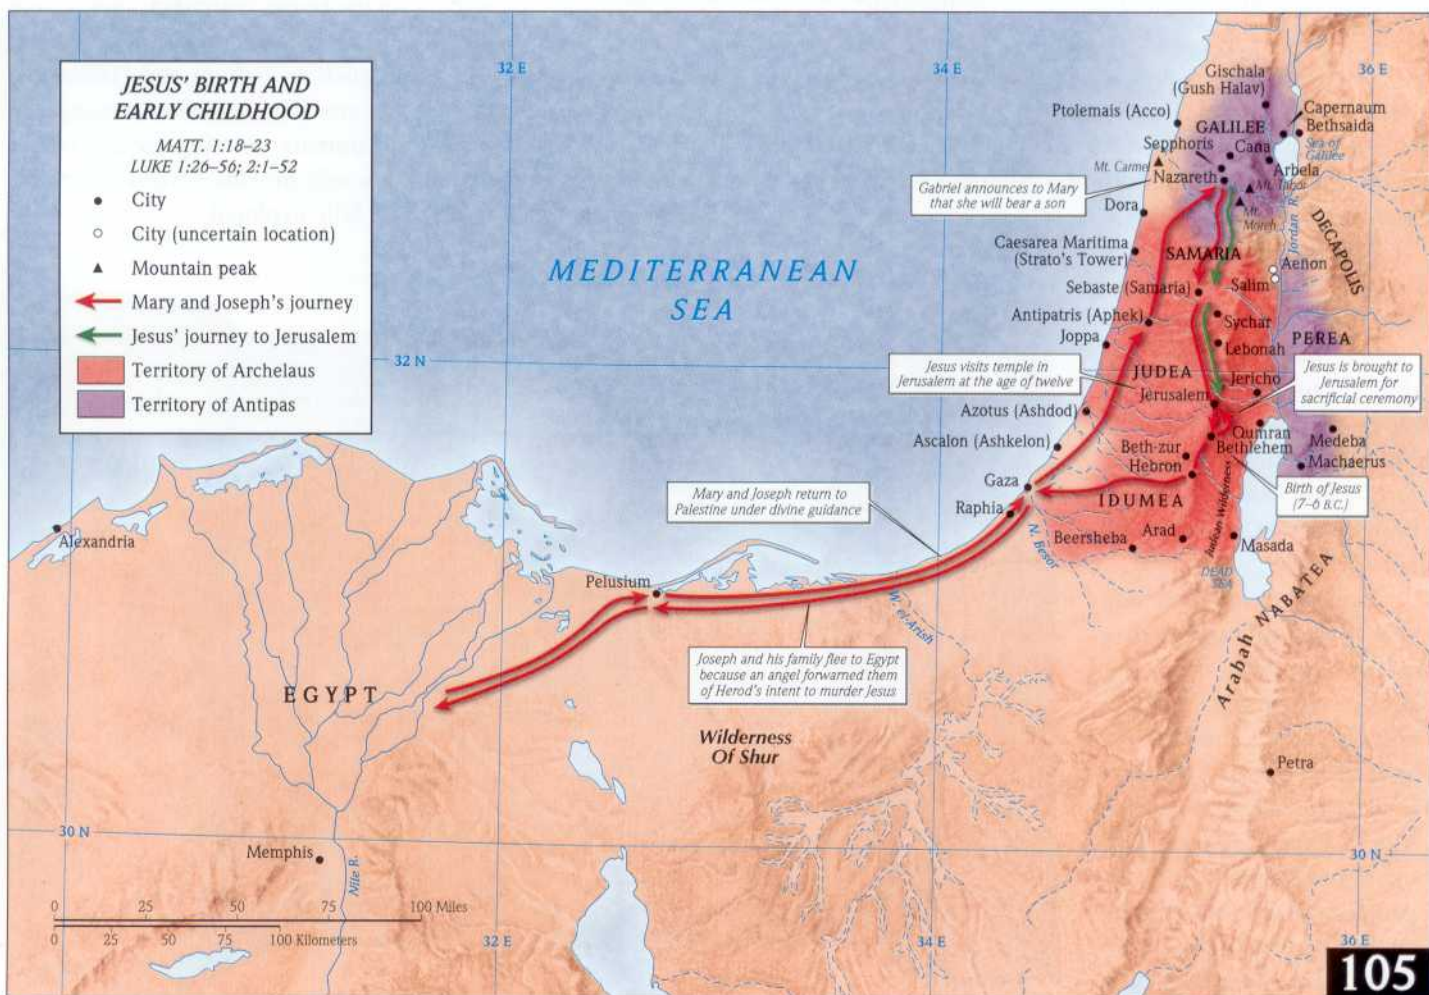 JESUS' BIRTH AND
EARLY CHILDHOOD
MATT. 1:18–23
LUKE 1:26–56; 2:1–52
City
City (uncertain location)
Mountain peak
Mary and Joseph's journey
Jesus' journey to Jerusalem
Territory of Archelaus
Territory of Antipas
32 E
34 E
36 E
Gischala
(Gush Halav)
Ptolemais (Acco)
Capernaum
GALILEE
Bethsaida
Sepphoris
Cana
Sea of
Galilee
Mt. Carmel
Arbela
Nazareth
Mt. Tabor
Gabriel announces to Mary
that she will bear a son
Mt.
Moreh
Jordan R.
Dora
DECAPOLIS
Caesarea Maritima
(Strato's Tower)
SAMARIA
Aenon
MEDITERRANEAN
SEA
Sebaste (Samaria)
Salim
Antipatris (Aphek)
Sychar
Joppa
Lebonah
PEREA
32 N
Jesus visits temple in
Jerusalem at the age of twelve
JUDEA
Jericho
Jesus is brought to
Jerusalem for
sacrificial ceremony
Jerusalem
Azotus (Ashdod)
Qumran
Medeba
Ascalon (Ashkelon)
Beth-zur
Bethlehem
Hebron
Machaerus
Gaza
Mary and Joseph return to
Palestine under divine guidance
IDUMEA
Birth of Jesus
(7–6 B.C.)
Raphia
Judean Wilderness
N. Besor
Beersheba
Arad
Masada
Alexandria
DEAD
SEA
Pelusium
W. el-Arish
NABATEA
Arabah
Joseph and his family flee to Egypt
because an angel forwarned them
of Herod's intent to murder Jesus
EGYPT
Wilderness
Of Shur
Petra
30 N
30 N
Memphis
Nile R.
0 25 50 75 100 Miles
0 25 50 75 100 Kilometers
32 E
34 E
36 E
105